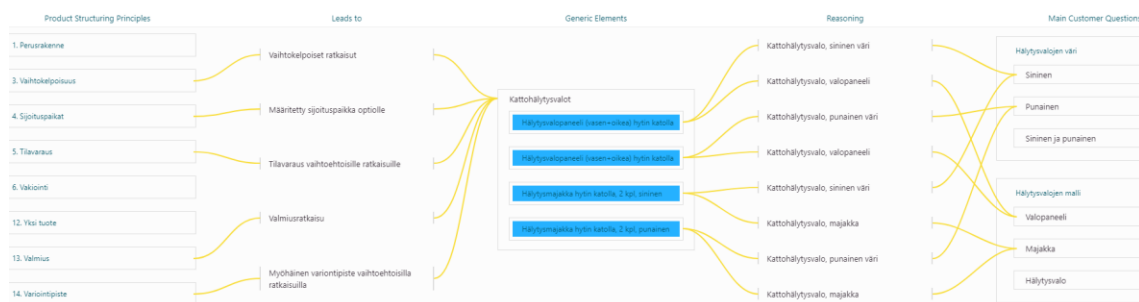 Product Structuring Principles
Leads to
Generic Elements
Reasoning
Main Customer Questions
1. Perusrakenne
3. Vaihtokelpoisuus
4. Sijoituspaikat
5. Tilavaraus
6. Vakiointi
12. Yksi tuote
13. Valmius
14. Variointipiste
Vaihtokelpoiset ratkaisut
Määritetty sijoituspaikka optiolle
Tilavaraus vaihtoehtoisille ratkaisuille
Valmiusratkaisu
Myöhäinen variontipiste vaihtoehtoisilla
ratkaisuilla
Kattohälytysvalot
Hälytysvalopaneeli (vasen+oikea) hytin katolla
Hälytysvalopaneeli (vasen+oikea) hytin katolla
Hälytysmajakka hytin katolla, 2 kpl, sininen
Hälytysmajakka hytin katolla, 2 kpl, punainen
Kattohälytysvalo, sininen väri
Kattohälytysvalo, valopaneeli
Kattohälytysvalo, punainen väri
Kattohälytysvalo, valopaneeli
Kattohälytysvalo, sininen väri
Kattohälytysvalo, majakka
Kattohälytysvalo, punainen väri
Kattohälytysvalo, majakka
Hälytysvalojen väri
Sininen
Punainen
Sininen ja punainen
Hälytysvalojen malli
Valopaneeli
Majakka
Hälytysvalo